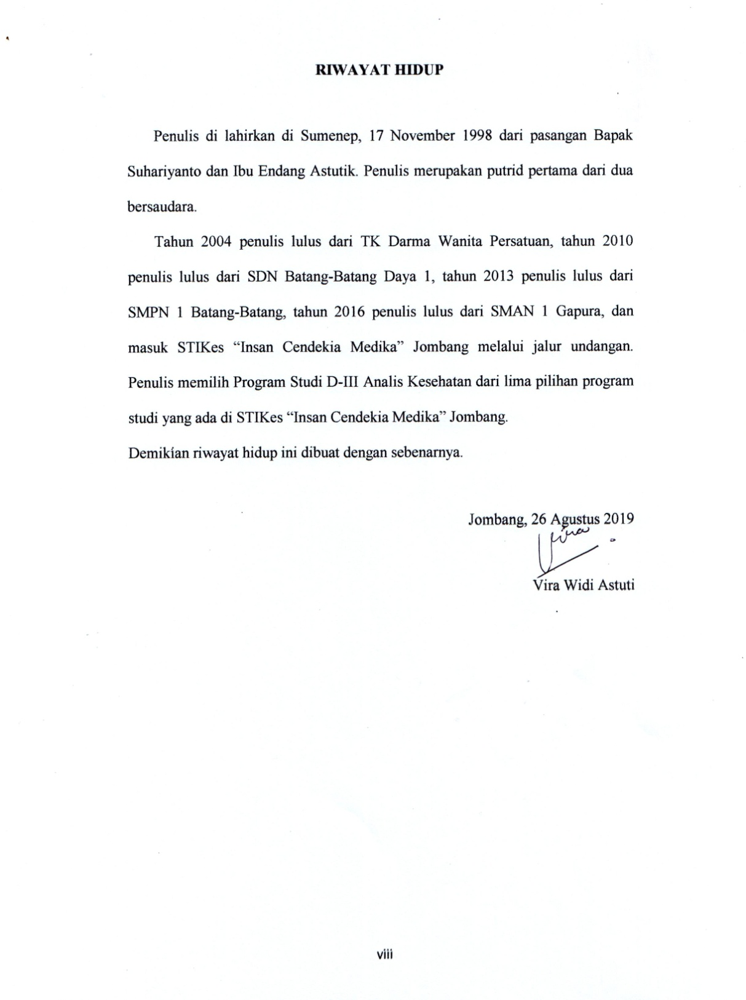 RIWAYAT HIDUP
Penulis di lahirkan di Sumenep, 17 November 1998 dari pasangan Bapak
Suhariyanto dan Ibu Endang Astutik. Penulis merupakan putrid pertama dari dua
bersaudara.
Tahun 2004 penulis lulus dari TK Darma Wanita Persatuan, tahun 2010
penulis lulus dari SDN Batang-Batang Daya 1, tahun 2013 penulis lulus dari
SMPN 1 Batang-Batang, tahun 2016 penulis lulus dari SMAN 1 Gapura, dan
masuk STIKes “Insan Cendekia Medika” Jombang melalui jalur undangan.
Penulis memilih Program Studi D-III Analis Kesehatan dari lima pilihan program
studi yang ada di STIKes “Insan Cendekia Medika” Jombang.
Demikian riwayat hidup ini dibuat dengan sebenarnya.
Jombang, 26 Agustus 2019
Vira
Vira Widi Astuti
viii